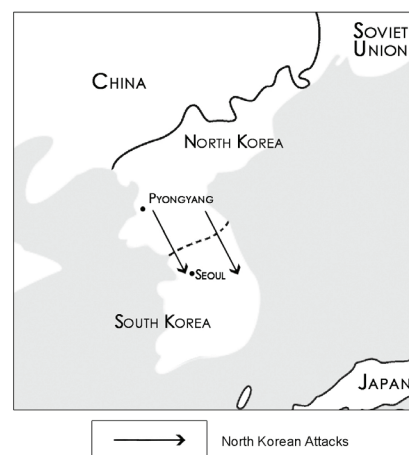 SOVIET
UNION
CHINA
NORTH KOREA
PYONGYANG
SEOUL
SOUTH KOREA
JAPAN
North Korean Attacks